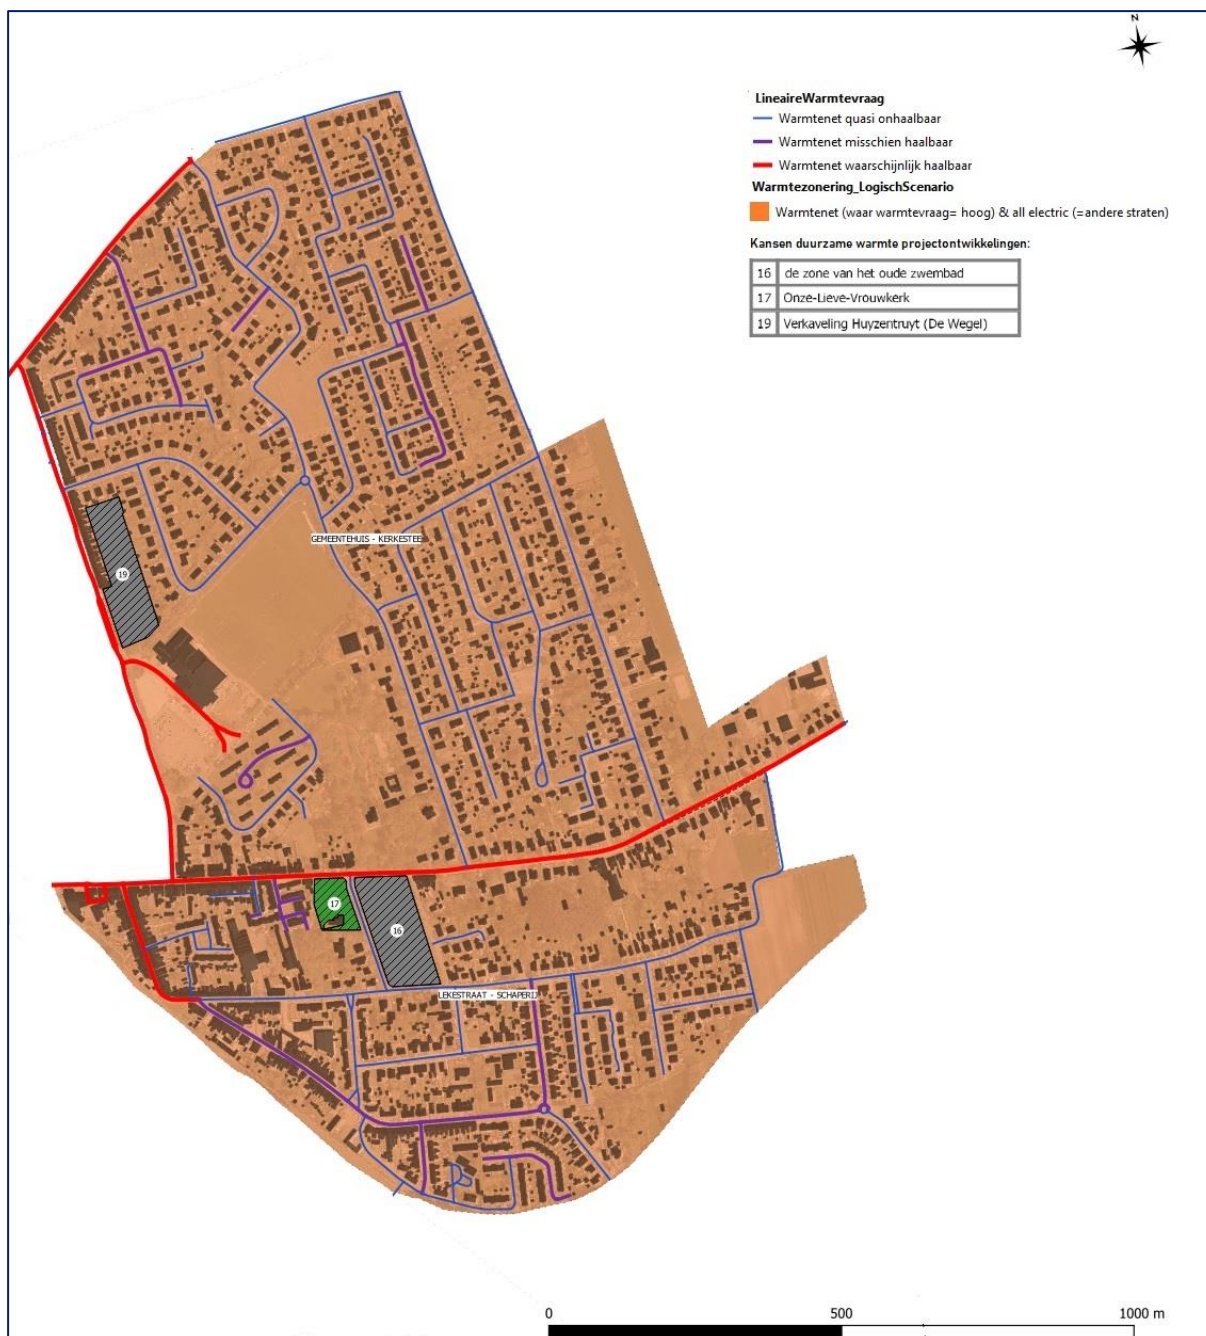 N
LineaireWarmtevraag
Warmtenet quasi onhaalbaar
Warmtenet misschien haalbaar
Warmtenet waarschijnlijk haalbaar
Warmtezonering_LogischScenario
Warmtenet (waar warmtevraag= hoog) & all electric (=andere straten)
Kansen duurzame warmte projectontwikkelingen:
16 de zone van het oude zwembad
17 Onze-Lieve-Vrouwkerk
19 Verkaveling Huyzentruyt (De Wegel)
GEMEENTEHUIS - KERKESTEE
19
17
16
LEKESTRAAT - SCHAPERIJ
0 500 1000 m